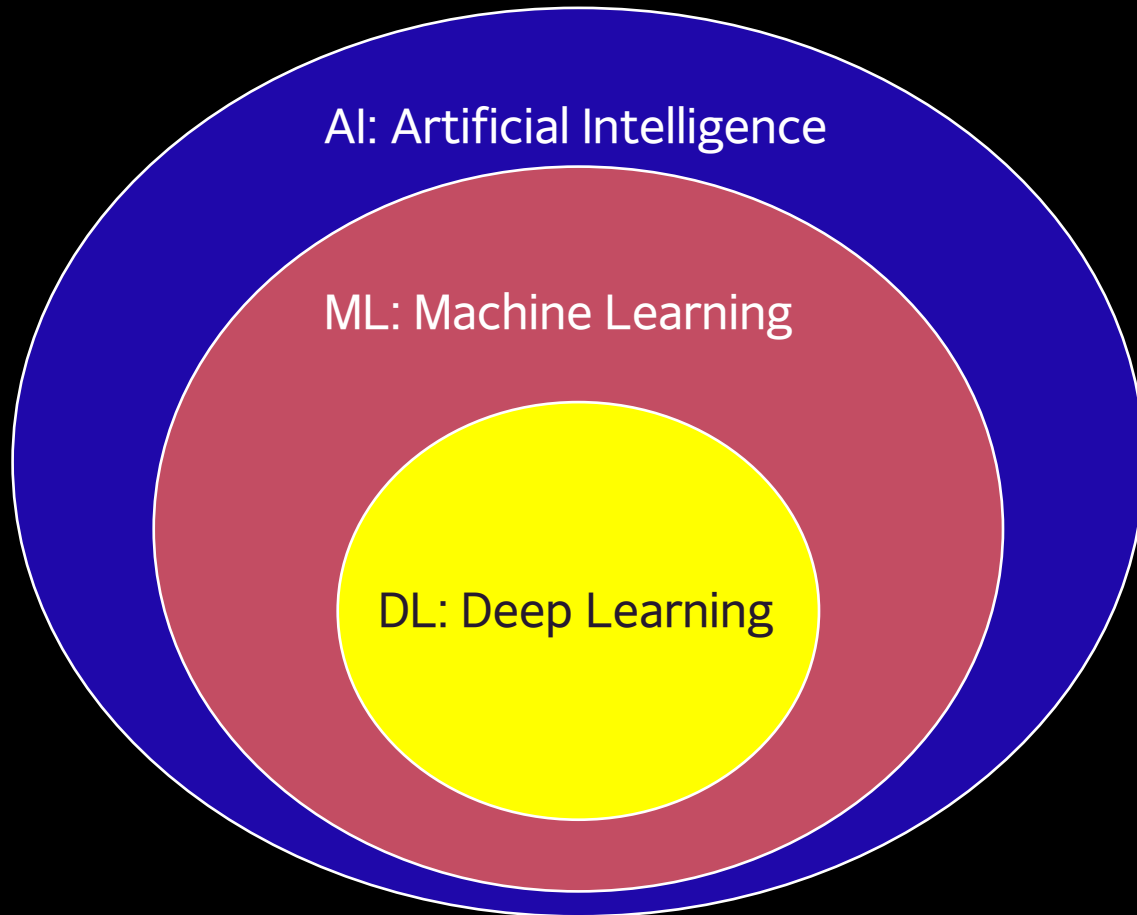 AI: Artificial Intelligence
ML: Machine Learning
DL: Deep Learning